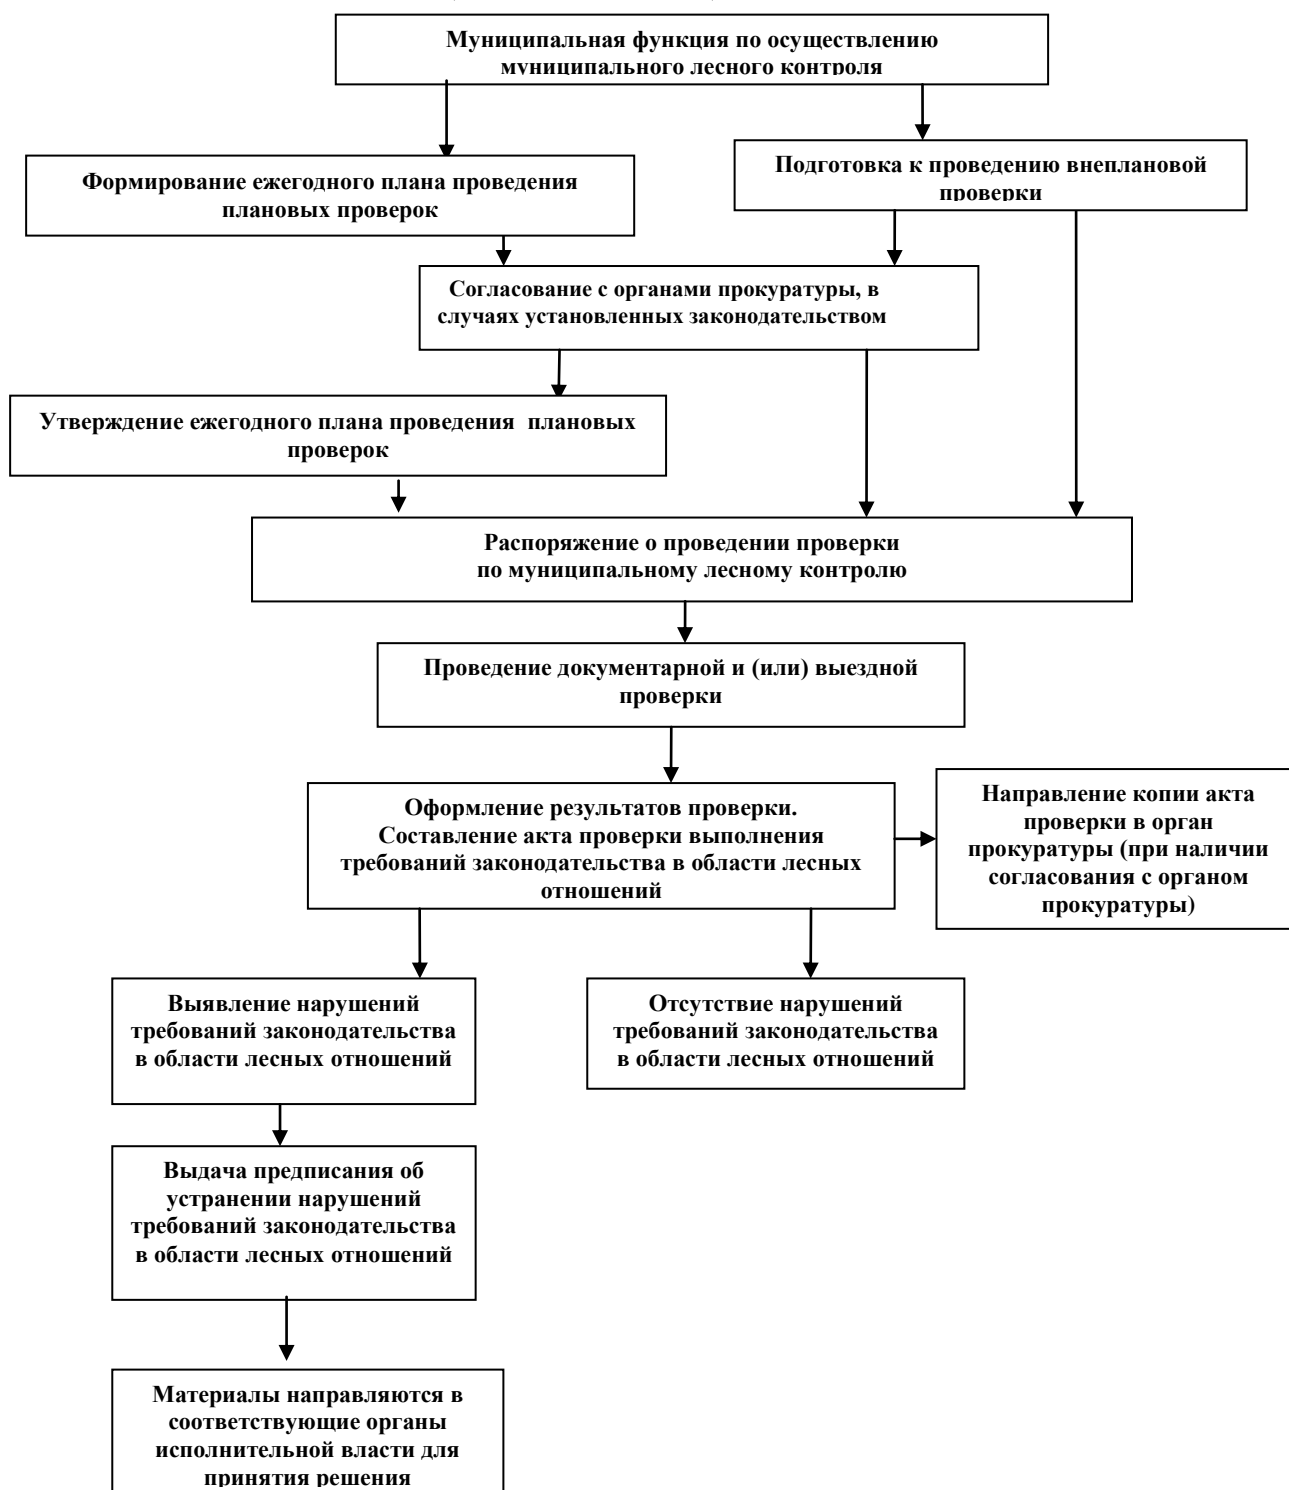 Муниципальная функция по осуществлению
муниципального лесного контроля
Формирование ежегодного плана проведения
плановых проверок
Подготовка к проведению внеплановой
проверки
Согласование с органами прокуратуры, в
случаях установленных законодательством
Утверждение ежегодного плана проведения плановых
проверок
Распоряжение о проведении проверки
по муниципальному лесному контролю
Проведение документарной и (или) выездной
проверки
Оформление результатов проверки.
Составление акта проверки выполнения
требований законодательства в области лесных
отношений
Направление копии акта
проверки в орган
прокуратуры (при наличии
согласования с органом
прокуратуры)
Выявление нарушений
требований законодательства
в области лесных отношений
Отсутствие нарушений
требований законодательства
в области лесных отношений
Выдача предписания об
устранении нарушений
требований законодательства
в области лесных отношений
Материалы направляются в
соответствующие органы
исполнительной власти для
принятия решения